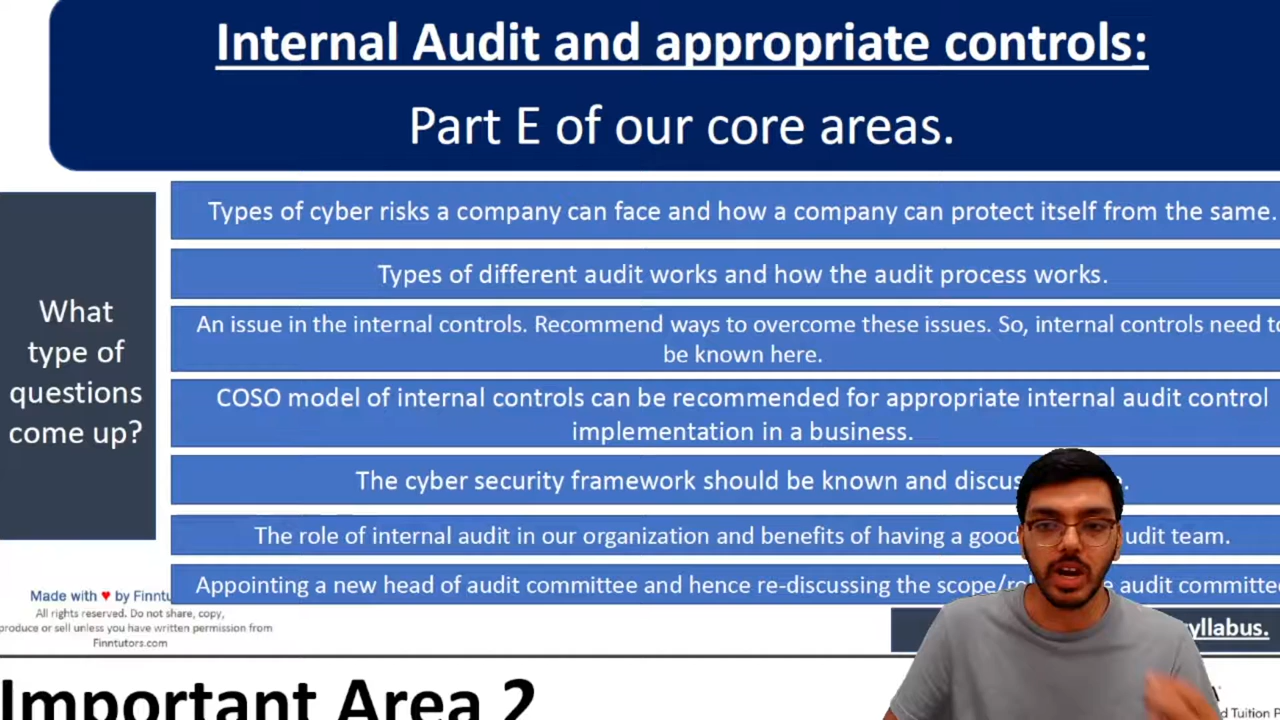 Internal Audit and appropriate controls:
Part E of our core areas.
What
type of
questions
come up?
Types of cyber risks a company can face and how a company can protect itself from the same.
Types of different audit works and how the audit process works.
An issue in the internal controls. Recommend ways to overcome these issues. So, internal controls need to
be known here.
COSO model of internal controls can be recommended for appropriate internal audit control
implementation in a business.
The cyber security framework should be known and
The role of internal audit in our organization and benefits of having a good audit team.
Appointing a new head of audit committee and hence re-discussing the audit committee
Made with ♥ by Finntu
All rights reserved. Do not share, copy,
produce or sell unless you have written permission from
Finntutors.com
yllabus.
Important Area 2
d Tuition P